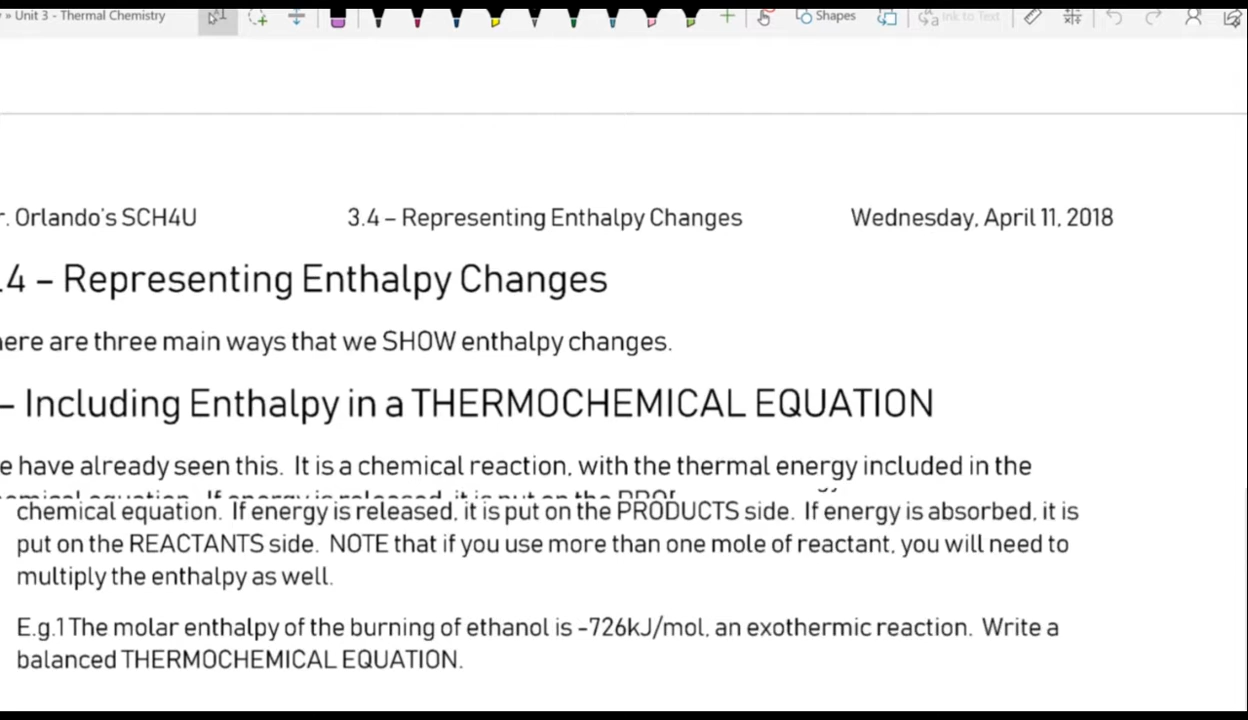 » Unit 3 - Thermal Chemistry Shapes Ink to Text
r. Orlando's SCH4U 3.4 – Representing Enthalpy Changes Wednesday, April 11, 2018
.4 – Representing Enthalpy Changes
here are three main ways that we SHOW enthalpy changes.
– Including Enthalpy in a THERMOCHEMICAL EQUATION
e have already seen this. It is a chemical reaction, with the thermal energy included in the
chemical equation. If energy is released, it is put on the PRODUCTS side. If energy is absorbed, it is
put on the REACTANTS side. NOTE that if you use more than one mole of reactant, you will need to
multiply the enthalpy as well.
E.g.1 The molar enthalpy of the burning of ethanol is -726kJ/mol, an exothermic reaction. Write a
balanced THERMOCHEMICAL EQUATION.